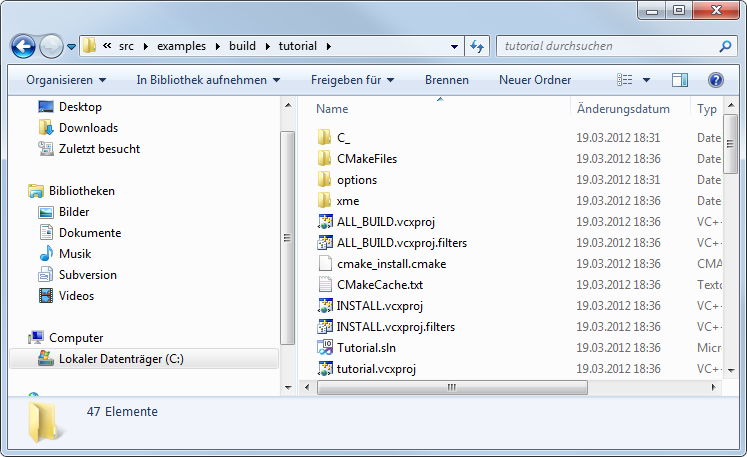 « src examples build tutorial tutorial durchsuchen
Organisieren In Bibliothek aufnehmen Freigeben für Brennen Neuer Ordner
Desktop
Downloads
Zuletzt besucht
Bibliotheken
Bilder
Dokumente
Musik
Subversion
Videos
Computer
Lokaler Datenträger (C:)
Name Änderungsdatum Typ
C_ 19.03.2012 18:31 Date
CMakeFiles 19.03.2012 18:36 Date
options 19.03.2012 18:31 Date
xme 19.03.2012 18:36 Date
ALL_BUILD.vcxproj 19.03.2012 18:36 VC+
ALL_BUILD.vcxproj.filters 19.03.2012 18:36 VC+
cmake_install.cmake 19.03.2012 18:36 CMA
CMakeCache.txt 19.03.2012 18:36 Texto
INSTALL.vcxproj 19.03.2012 18:36 VC+
INSTALL.vcxproj.filters 19.03.2012 18:36 VC+
Tutorial.sln 19.03.2012 18:36 Micr
tutorial.vcxproj 19.03.2012 18:36 VC+
47 Elemente